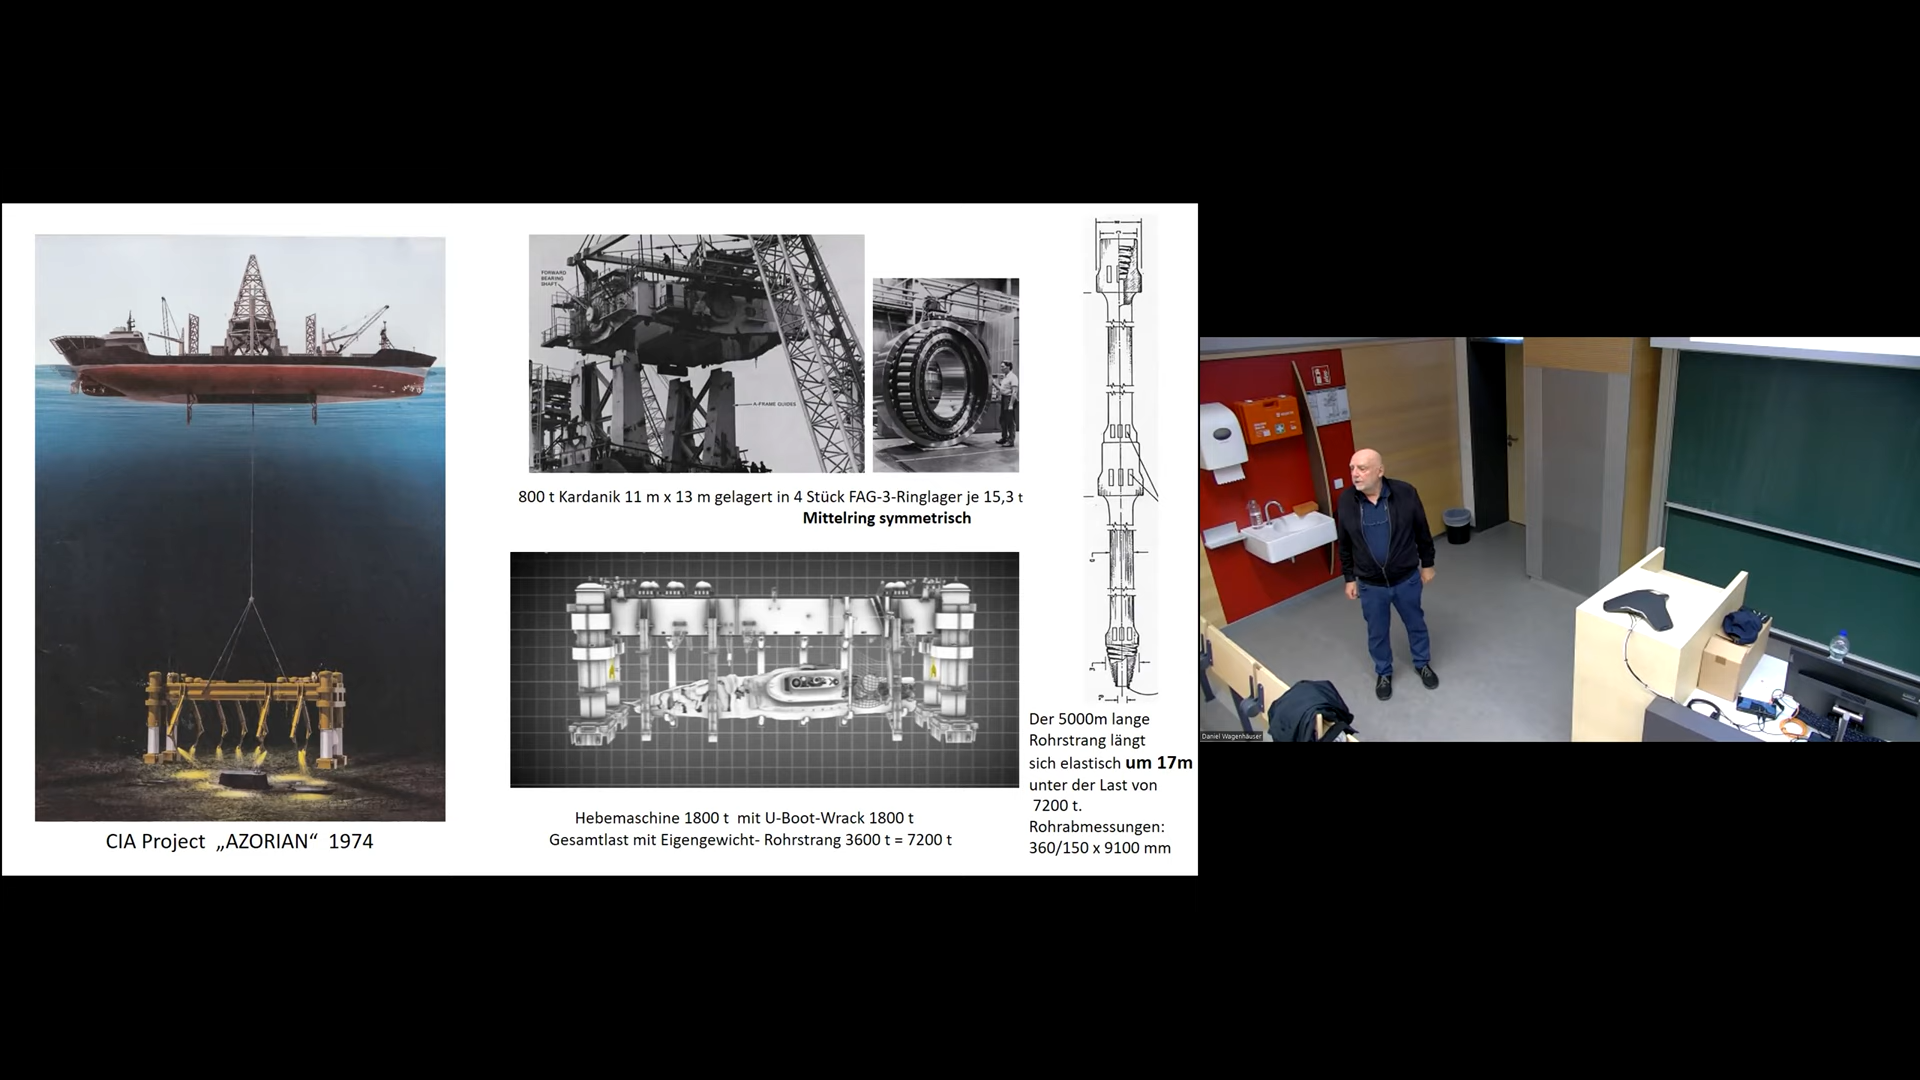 FORWARD
BEARING
SHAFT
A-FRAME GUIDES
800 t Kardanik 11 m x 13 m gelagert in 4 Stück FAG-3-Ringlager je 15,3 t
Mittelring symmetrisch
CIA Project „AZORIAN“ 1974
Hebemaschine 1800 t mit U-Boot-Wrack 1800 t
Gesamtlast mit Eigengewicht- Rohrstrang 3600 t = 7200 t
Der 5000m lange
Rohrstrang längt
sich elastisch um 17m
unter der Last von
7200 t.
Rohrabmessungen:
360/150 x 9100 mm
Daniel Wagenhäuser